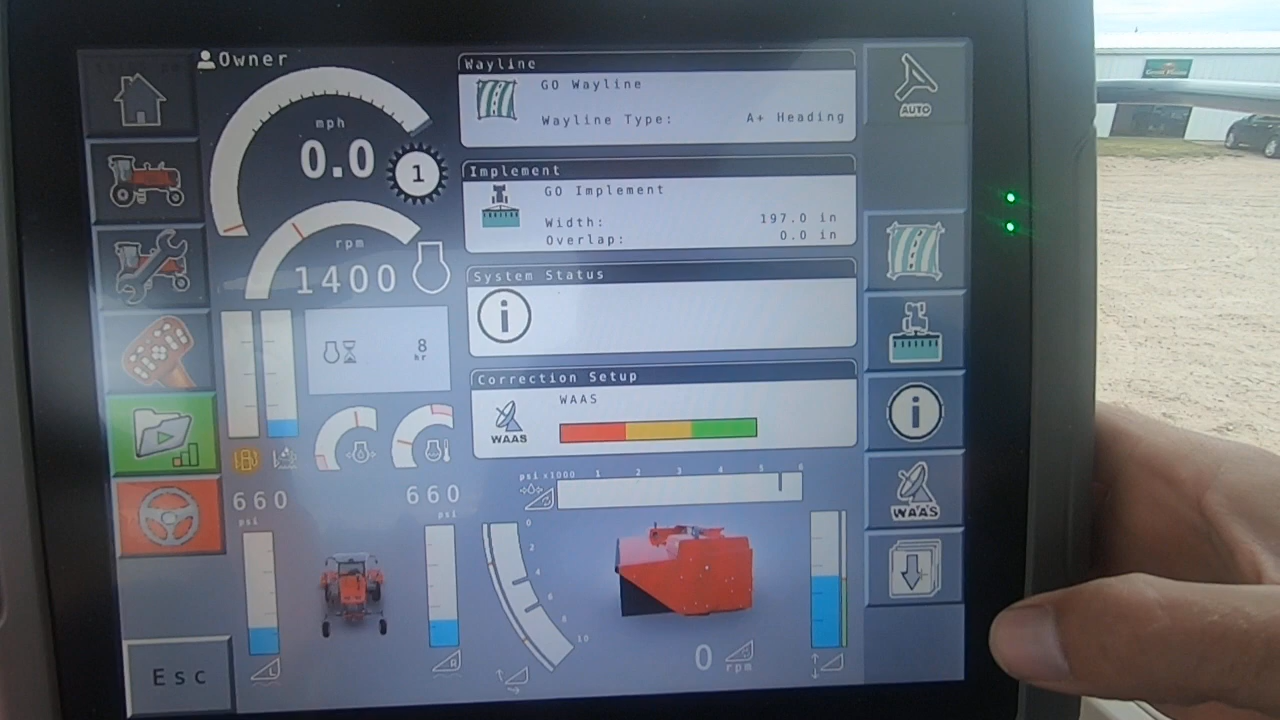 Owner
mph
0.0
1
rpm
1400
8
hr
660
psi
660
psi
L
R
Esc
Wayline
GO Wayline
Wayline Type: A+ Heading
Implement
GO Implement
Width: 197.0 in
Overlap: 0.0 in
System Status
i
Correction Setup
WAAS
WAAS
psi x1000 1 2 3 4 5 6
0
2
4
6
8
10
0
rpm
AUTO
i
WAAS